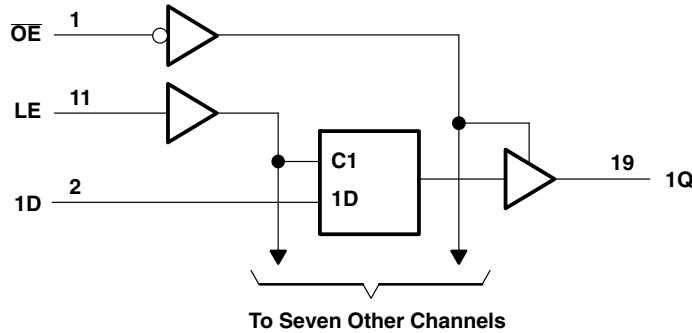 OE 1
LE 11
C1
1D 2 1D
19 1Q
To Seven Other Channels